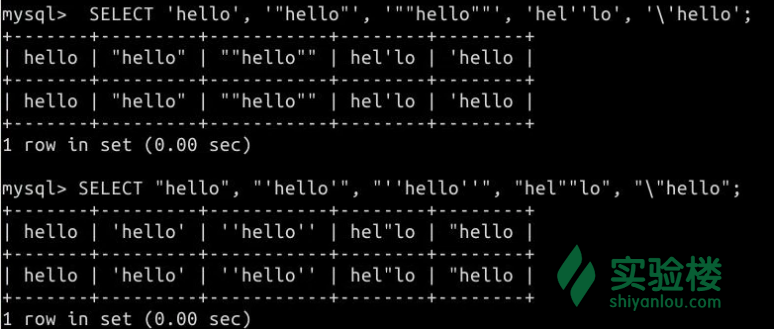 mysql>  SELECT 'hello', '"hello"', '""hello""', 'hel''lo', '\'hello';
+-------+---------+-----------+--------+--------+
| hello | "hello" | ""hello"" | hel'lo | 'hello |
+-------+---------+-----------+--------+--------+
| hello | "hello" | ""hello"" | hel'lo | 'hello |
+-------+---------+-----------+--------+--------+
1 row in set (0.00 sec)
mysql> SELECT "hello", "'hello'", "''hello''", "hel""lo", "\"hello";
+-------+---------+-----------+--------+--------+
| hello | 'hello' | ''hello'' | hel"lo | "hello |
+-------+---------+-----------+--------+--------+
| hello | 'hello' | ''hello'' | hel"lo | "hello |
+-------+---------+-----------+--------+--------+
1 row in set (0.00 sec)
实验楼
shiyanlou.com